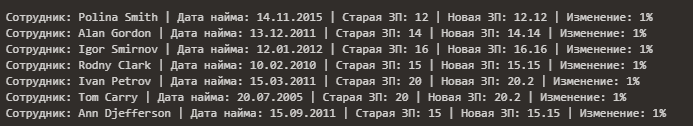 Сотрудник: Polina Smith | Дата найма: 14.11.2015 | Старая ЗП: 12 | Новая ЗП: 12.12 | Изменение: 1%
Сотрудник: Alan Gordon | Дата найма: 13.12.2011 | Старая ЗП: 14 | Новая ЗП: 14.14 | Изменение: 1%
Сотрудник: Igor Smirnov | Дата найма: 12.01.2012 | Старая ЗП: 16 | Новая ЗП: 16.16 | Изменение: 1%
Сотрудник: Rodny Clark | Дата найма: 10.02.2010 | Старая ЗП: 15 | Новая ЗП: 15.15 | Изменение: 1%
Сотрудник: Ivan Petrov | Дата найма: 15.03.2011 | Старая ЗП: 20 | Новая ЗП: 20.2 | Изменение: 1%
Сотрудник: Tom Carry | Дата найма: 20.07.2005 | Старая ЗП: 20 | Новая ЗП: 20.2 | Изменение: 1%
Сотрудник: Ann Djefferson | Дата найма: 15.09.2011 | Старая ЗП: 15 | Новая ЗП: 15.15 | Изменение: 1%